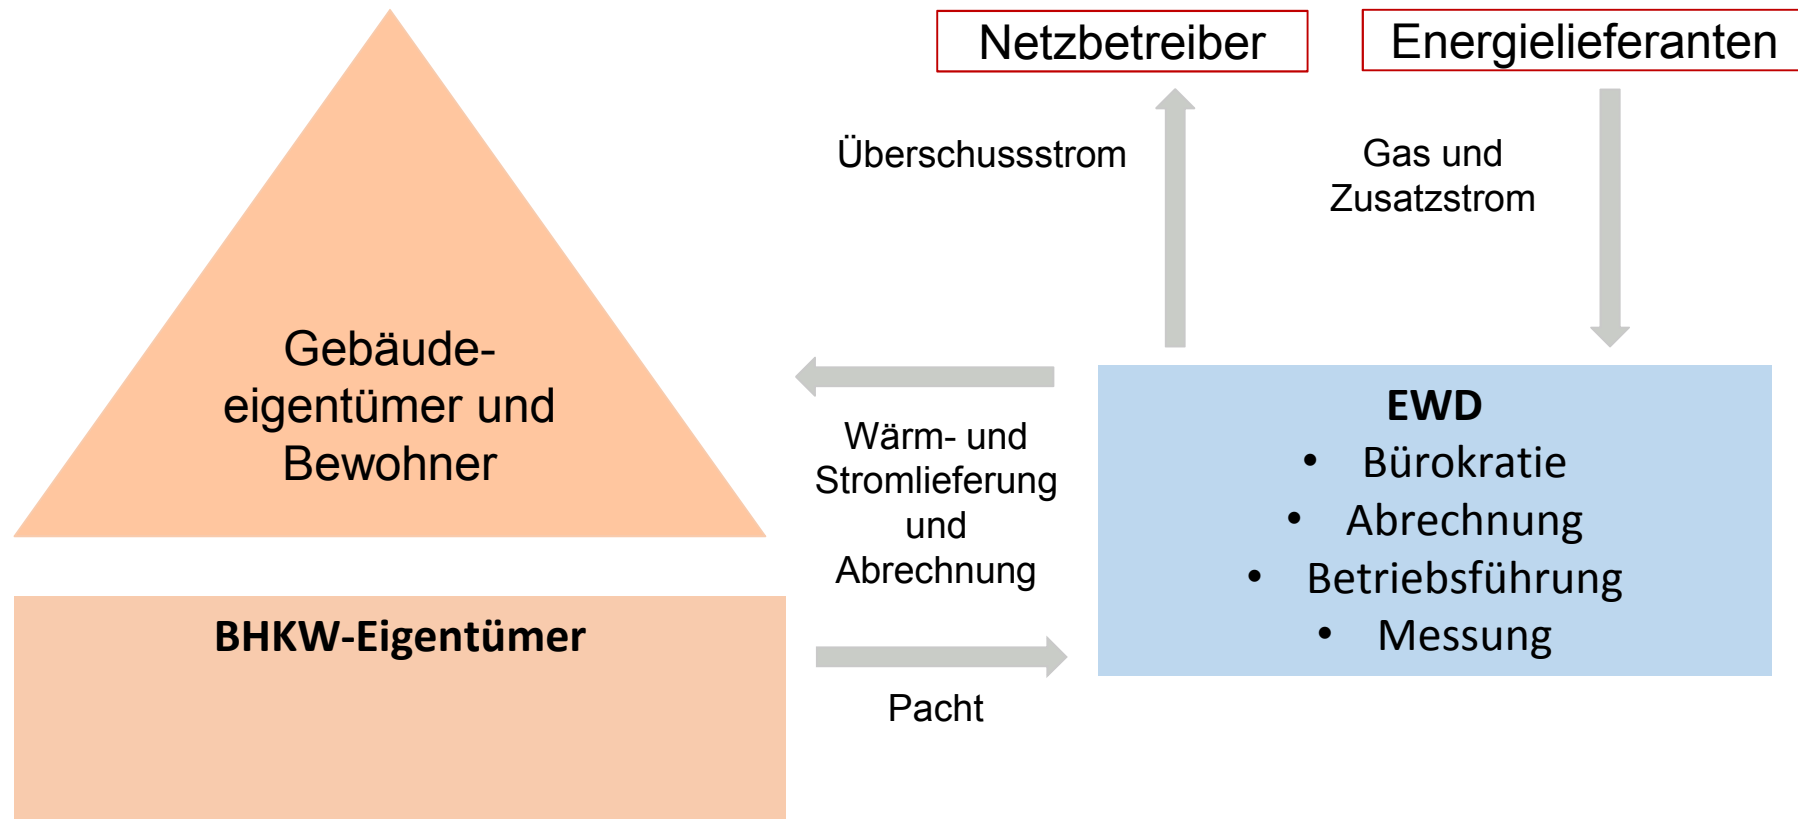 Netzbetreiber
Energielieferanten
Überschussstrom
Gas und
Zusatzstrom
Gebäude-
eigentümer und
Bewohner
Wärm- und
Stromlieferung
und
Abrechnung
EWD
• Bürokratie
• Abrechnung
• Betriebsführung
• Messung
BHKW-Eigentümer
Pacht